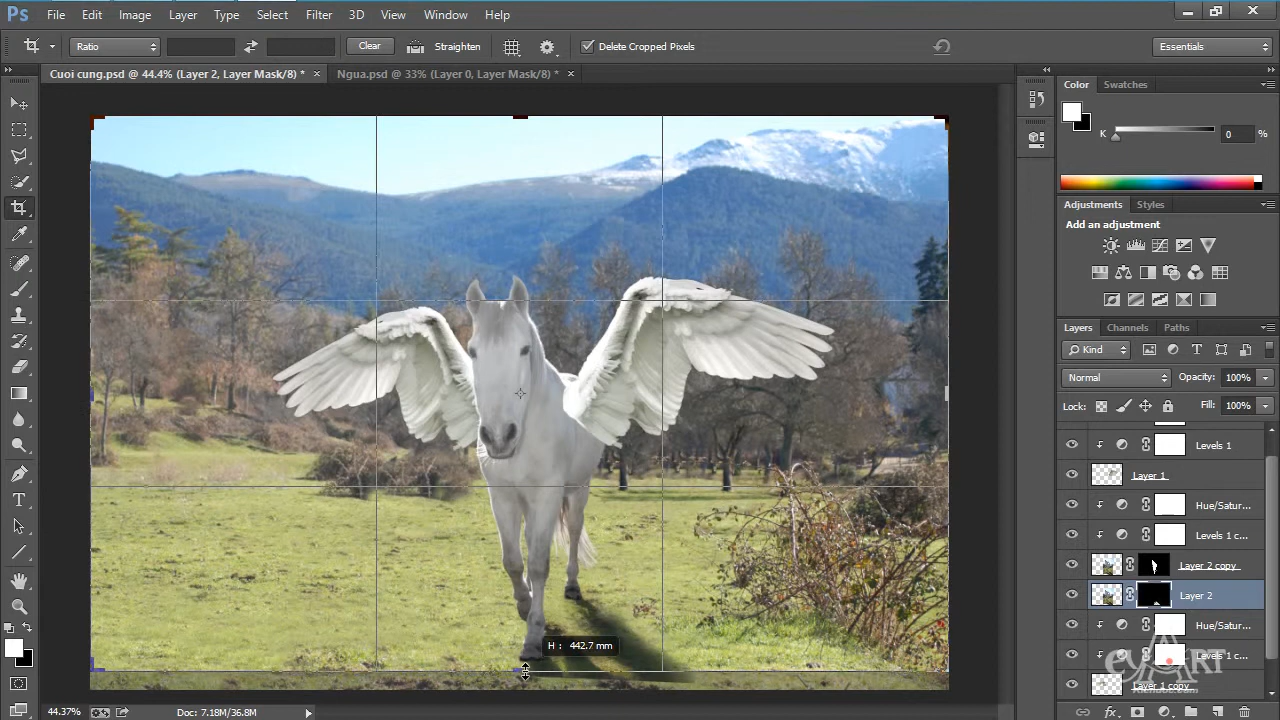 Ps File Edit Image Layer Type Select Filter 3D View Window Help
Ratio Clear Straighten Delete Cropped Pixels Essentials
Cuoi cung.psd @ 44.4% (Layer 2, Layer Mask/8) * × Ngua.psd @ 33% (Layer 0, Layer Mask/8) * ×
Color Swatches
K 0 %
Adjustments Styles
Add an adjustment
Layers Channels Paths
Kind
Normal Opacity: 100%
Lock: Fill: 100%
Levels 1
Layer 1
Hue/Satur...
Levels 1 c...
Layer 2 copy
Layer 2
Hue/Satur...
Levels 1 c...
Layer 1 copy
H : 442.7 mm
44.37% Doc: 7.18M/36.8M
fx